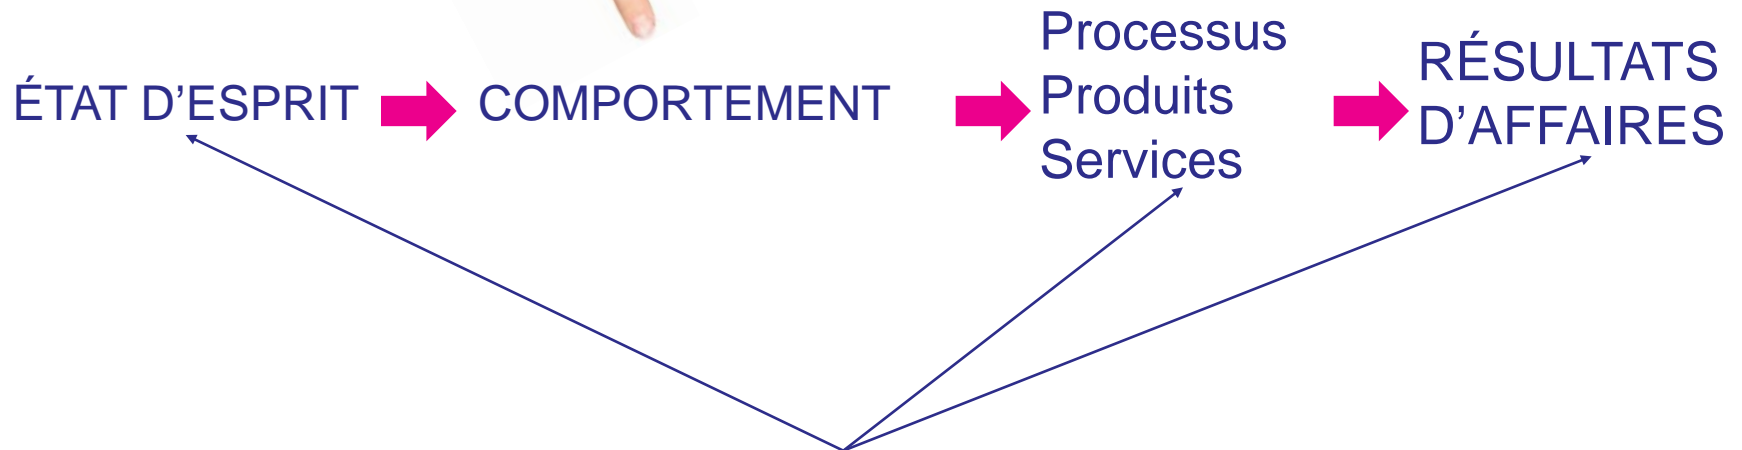 ÉTAT D’ESPRIT
COMPORTEMENT
Processus
Produits
Services
RÉSULTATS
D’AFFAIRES